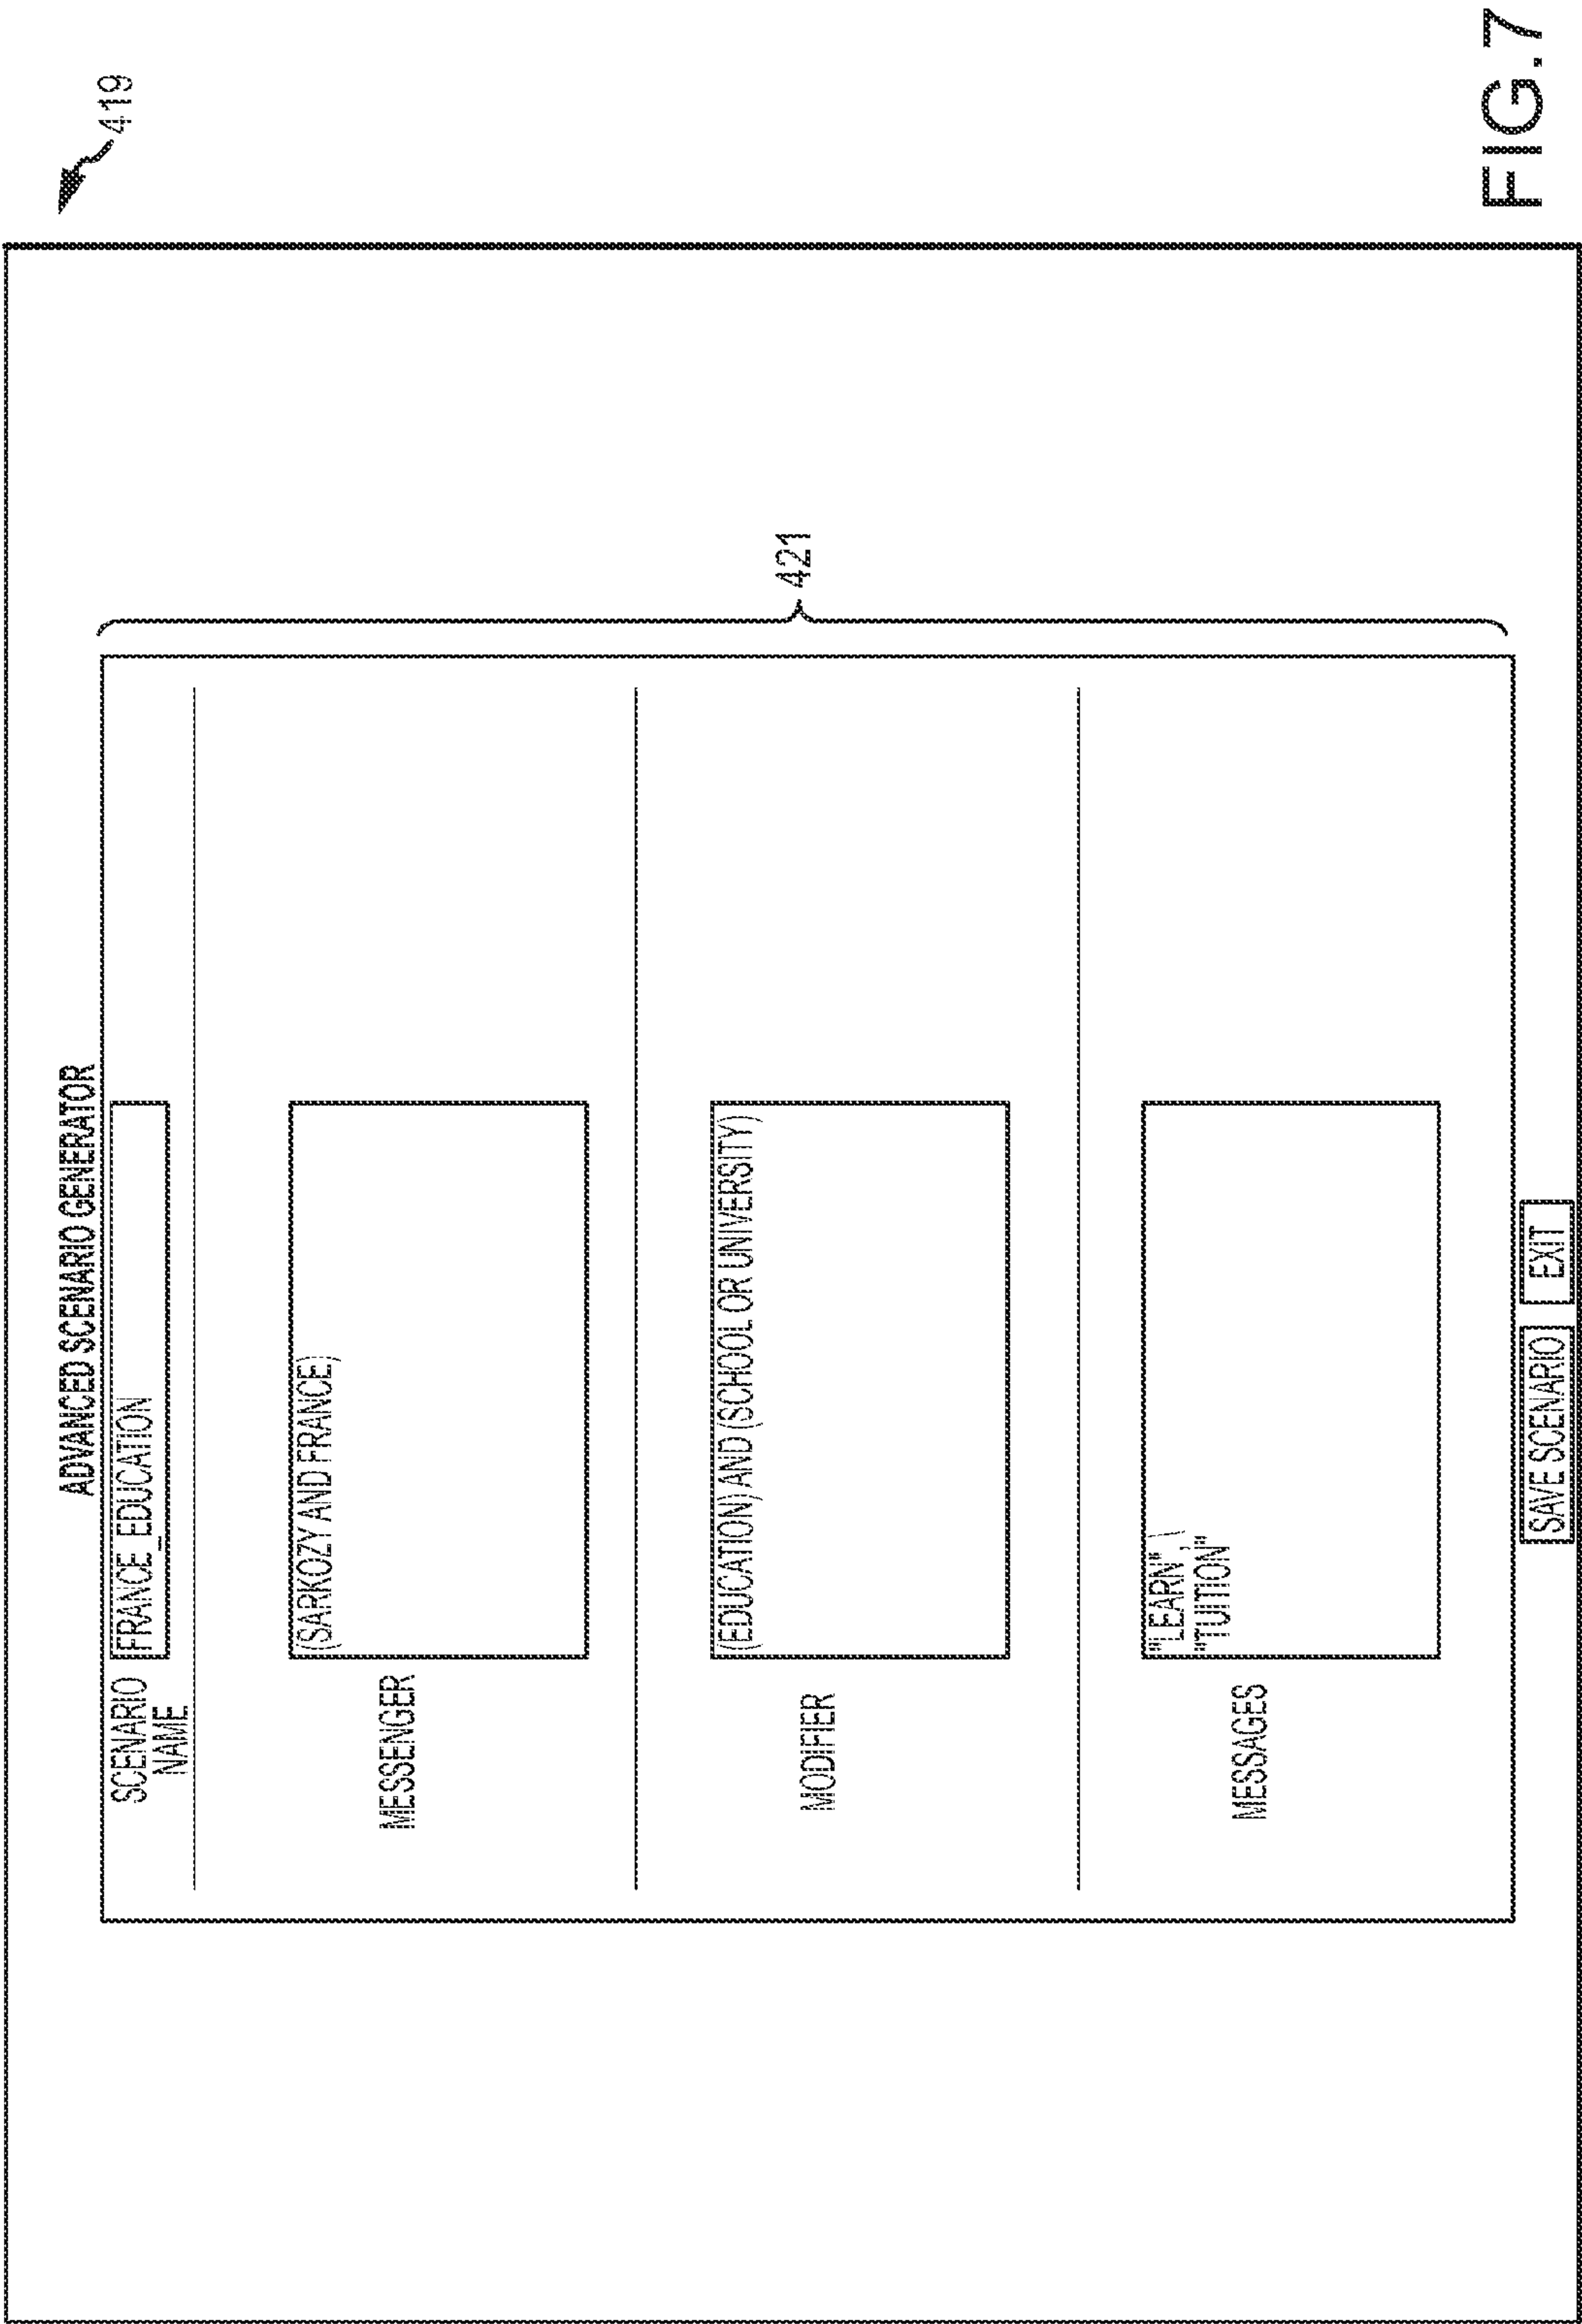 419
ADVANCED SCENARIO GENERATOR
SCENARIO
NAME
FRANCE_EDUCATION
MESSENGER
(SARKOZY AND FRANCE)
421
MODIFIER
(EDUCATION) AND (SCHOOL OR UNIVERSITY)
MESSAGES
"LEARN", \
"TUITION"
SAVE SCENARIO
EXIT
FIG.7